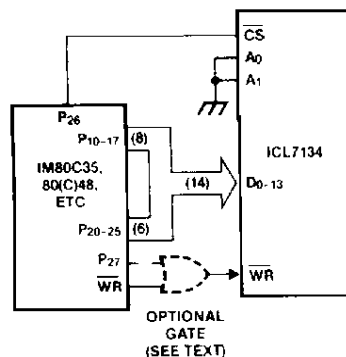 CS
A0
A1
P26
P10-17
(8)
IM80C35,
80(C)48,
ETC
(14)
ICL7134
D0-13
P20-25
(6)
P27
WR
WR
OPTIONAL
GATE
(SEE TEXT)